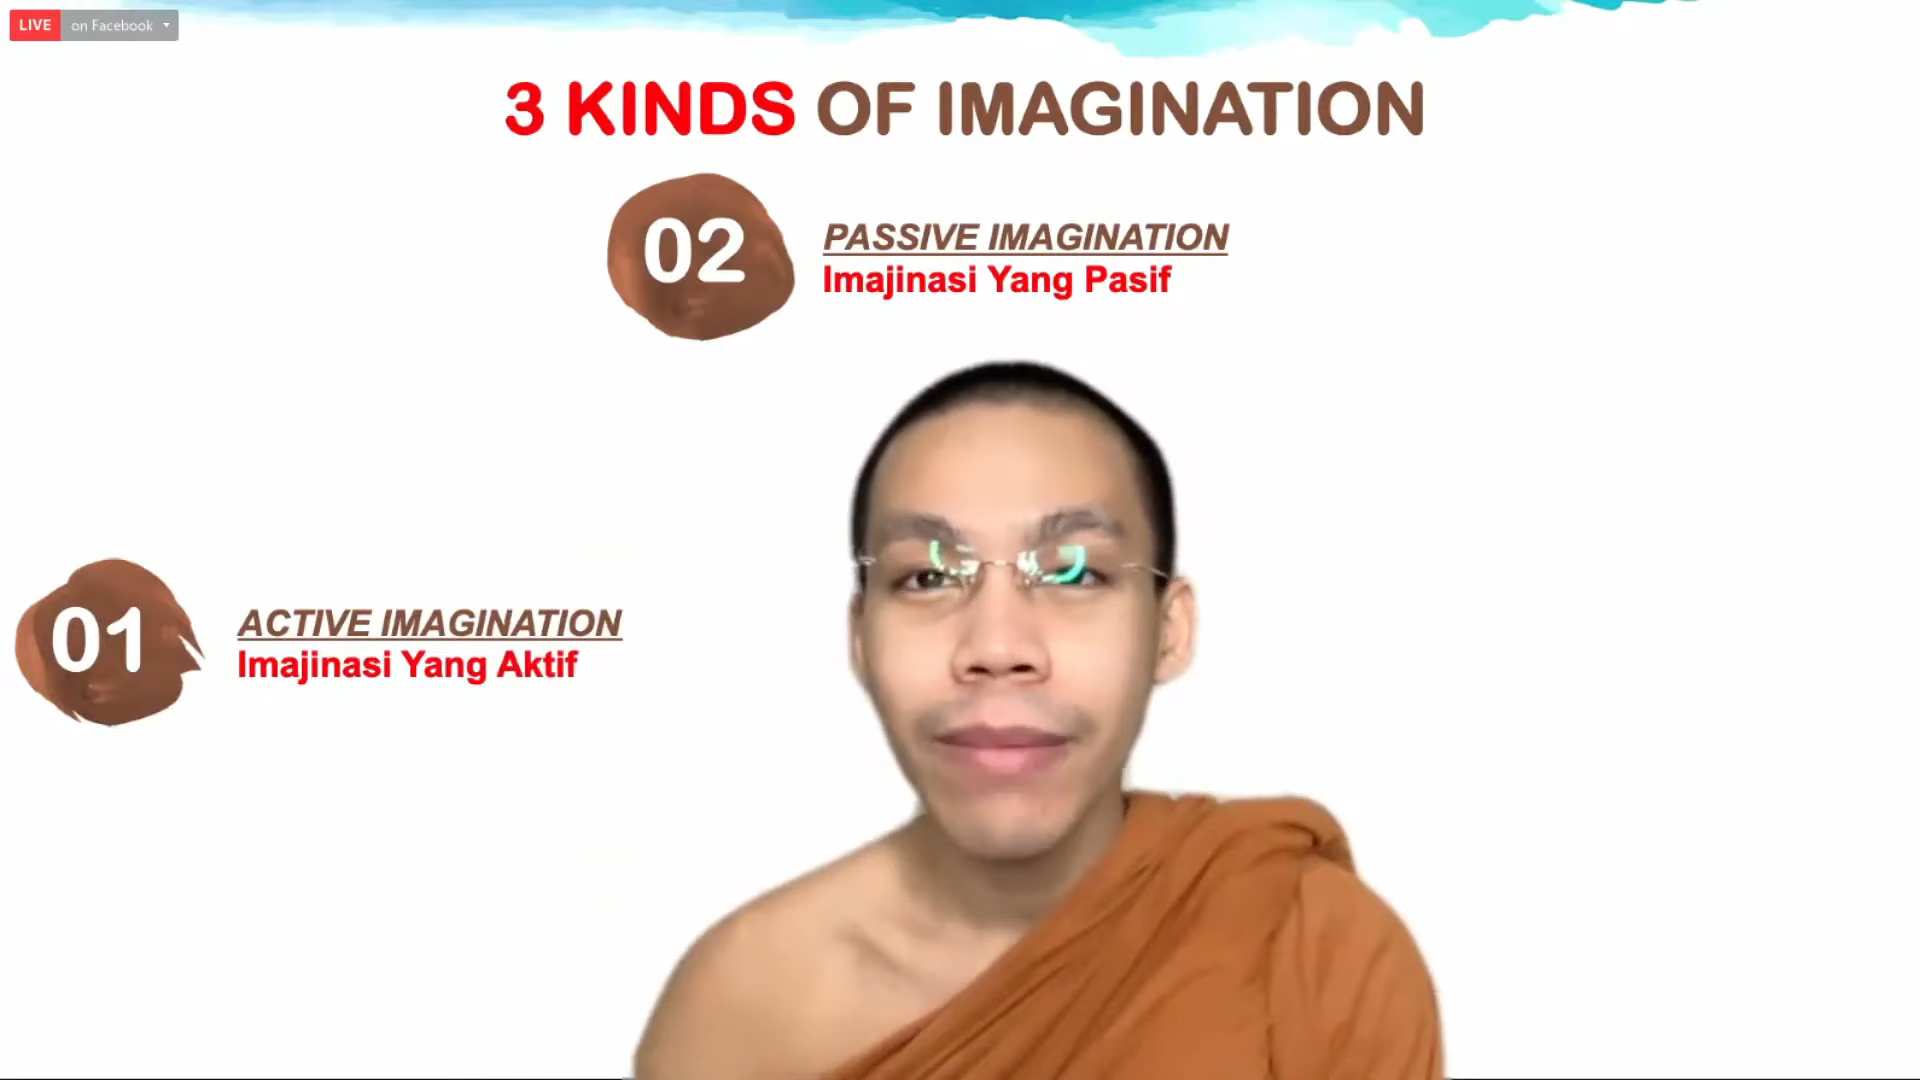 LIVE on Facebook
3 KINDS OF IMAGINATION
02
PASSIVE IMAGINATION
Imajinasi Yang Pasif
01
ACTIVE IMAGINATION
Imajinasi Yang Aktif